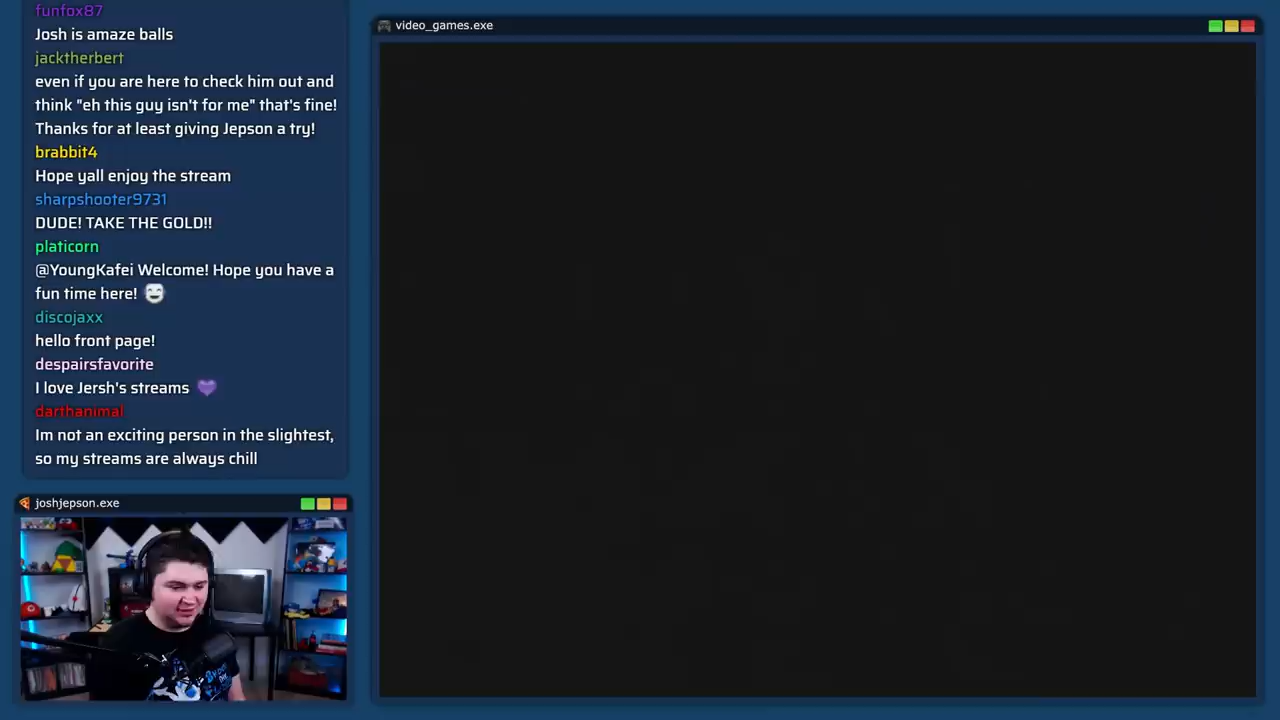 funfox87
Josh is amaze balls
jacktherbert
even if you are here to check him out and
think "eh this guy isn't for me" that's fine!
Thanks for at least giving Jepson a try!
brabbit4
Hope yall enjoy the stream
sharpshooter9731
DUDE! TAKE THE GOLD!!
platicorn
@YoungKafei Welcome! Hope you have a
fun time here!
discojaxx
hello front page!
despairsfavorite
I love Jersh's streams
darthanimal
Im not an exciting person in the slightest,
so my streams are always chill
joshjepson.exe
video_games.exe